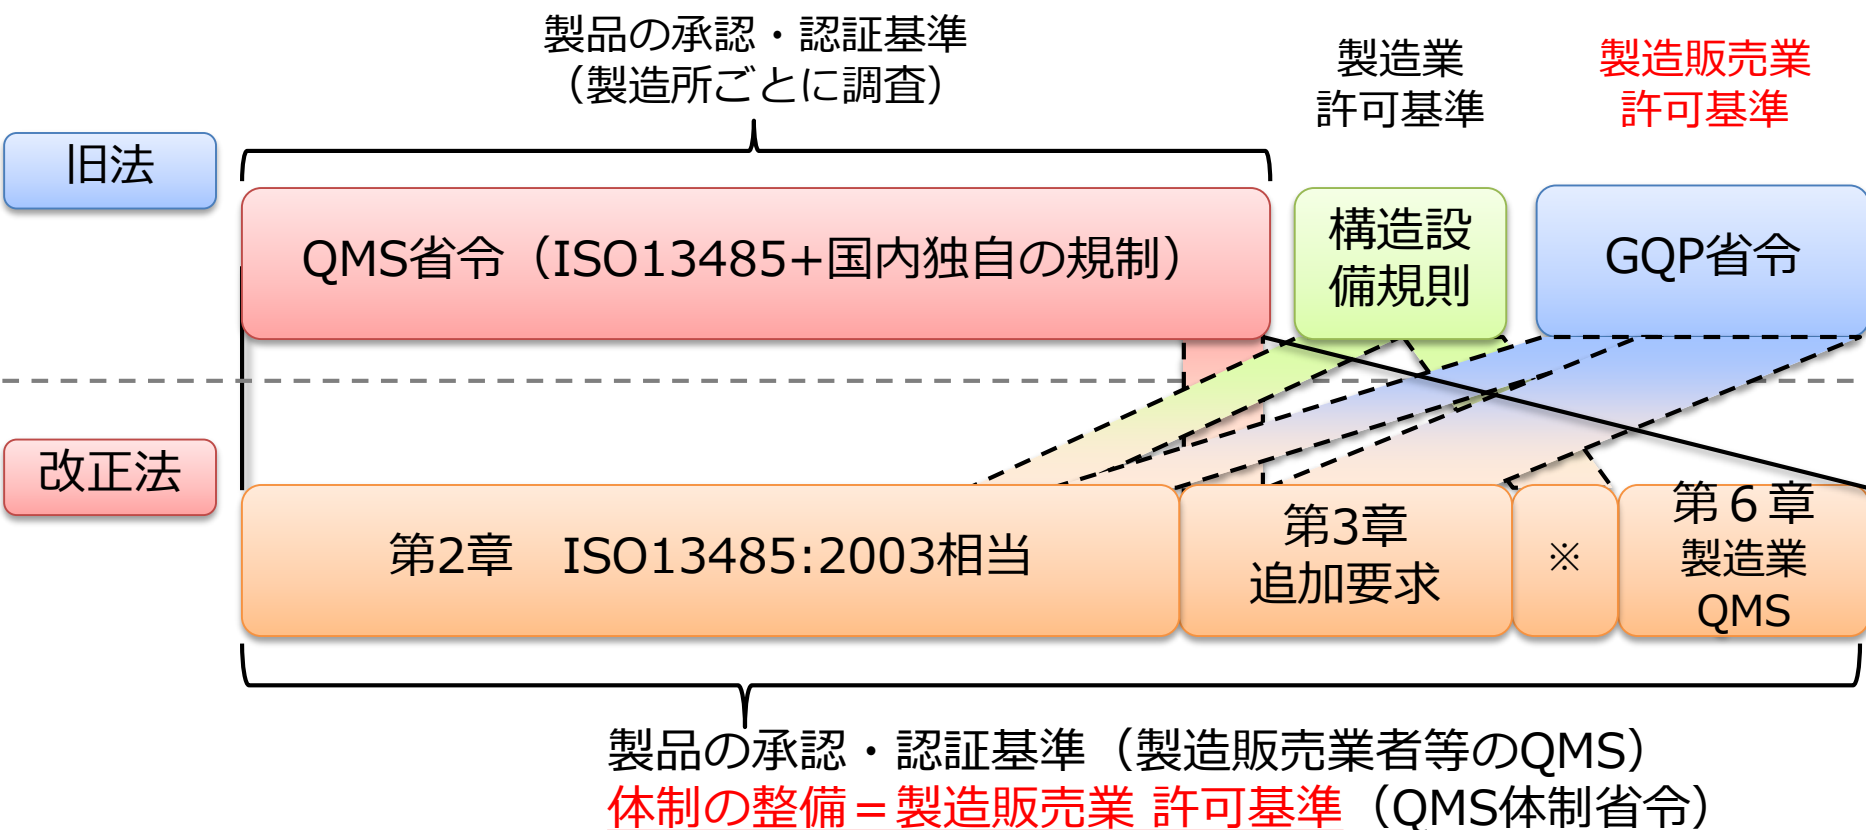 製品の承認・認証基準
（製造所ごとに調査）
製造業
許可基準
製造販売業
許可基準
旧法
QMS省令（ISO13485+国内独自の規制）
構造設
備規則
GQP省令
改正法
第2章　ISO13485:2003相当
第3章
追加要求
※
第６章
製造業
QMS
製品の承認・認証基準（製造販売業者等のQMS）
体制の整備＝製造販売業 許可基準（QMS体制省令）